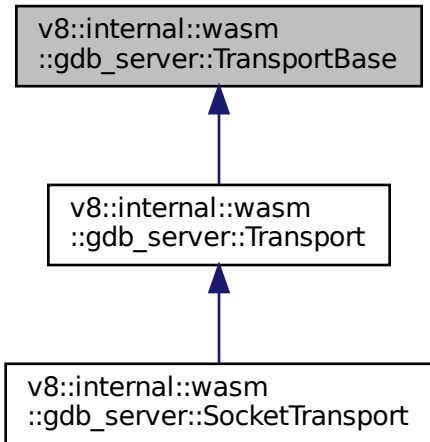 v8::internal::wasm
::gdb_server::TransportBase
v8::internal::wasm
::gdb_server::Transport
v8::internal::wasm
::gdb_server::SocketTransport